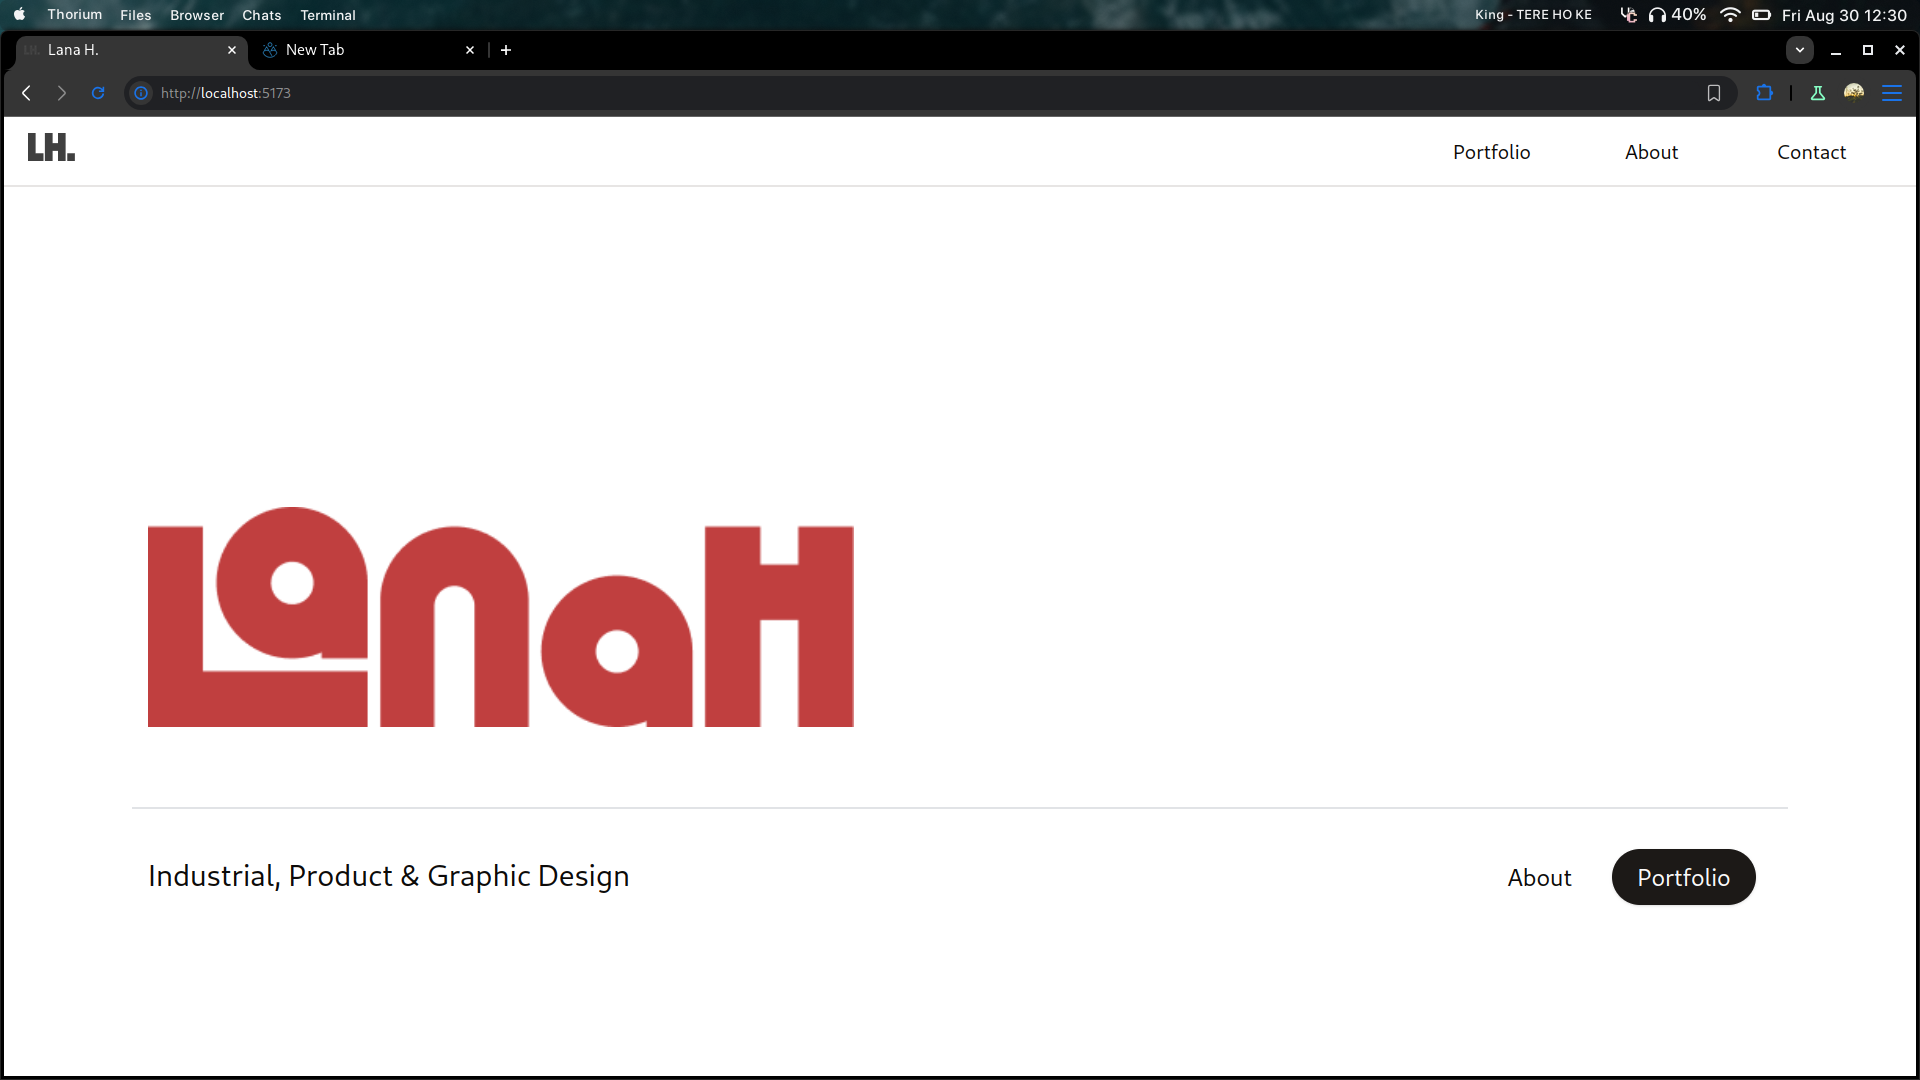 Thorium Files Browser Chats Terminal King - TERE HO KE 40% Fri Aug 30 12:30
LH. Lana H. New Tab
http://localhost:5173
LH. Portfolio About Contact
LanaH
Industrial, Product & Graphic Design About Portfolio